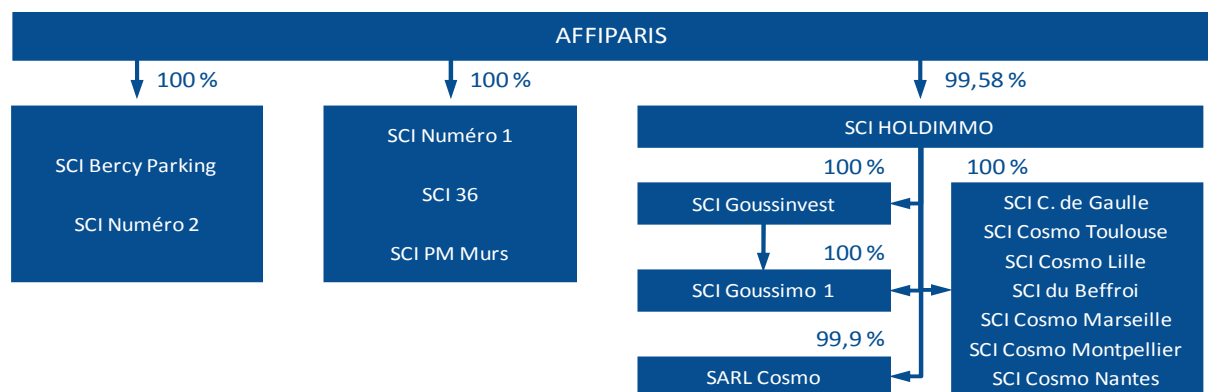 AFFIPARIS
100 %
100 %
99,58 %
SCI Bercy Parking
SCI Numéro 2
SCI Numéro 1
SCI 36
SCI PM Murs
SCI HOLDIMMO
100 %
100 %
SCI Goussinvest
100 %
SCI Goussimo 1
99,9 %
SARL Cosmo
SCI C. de Gaulle
SCI Cosmo Toulouse
SCI Cosmo Lille
SCI du Beffroi
SCI Cosmo Marseille
SCI Cosmo Montpellier
SCI Cosmo Nantes